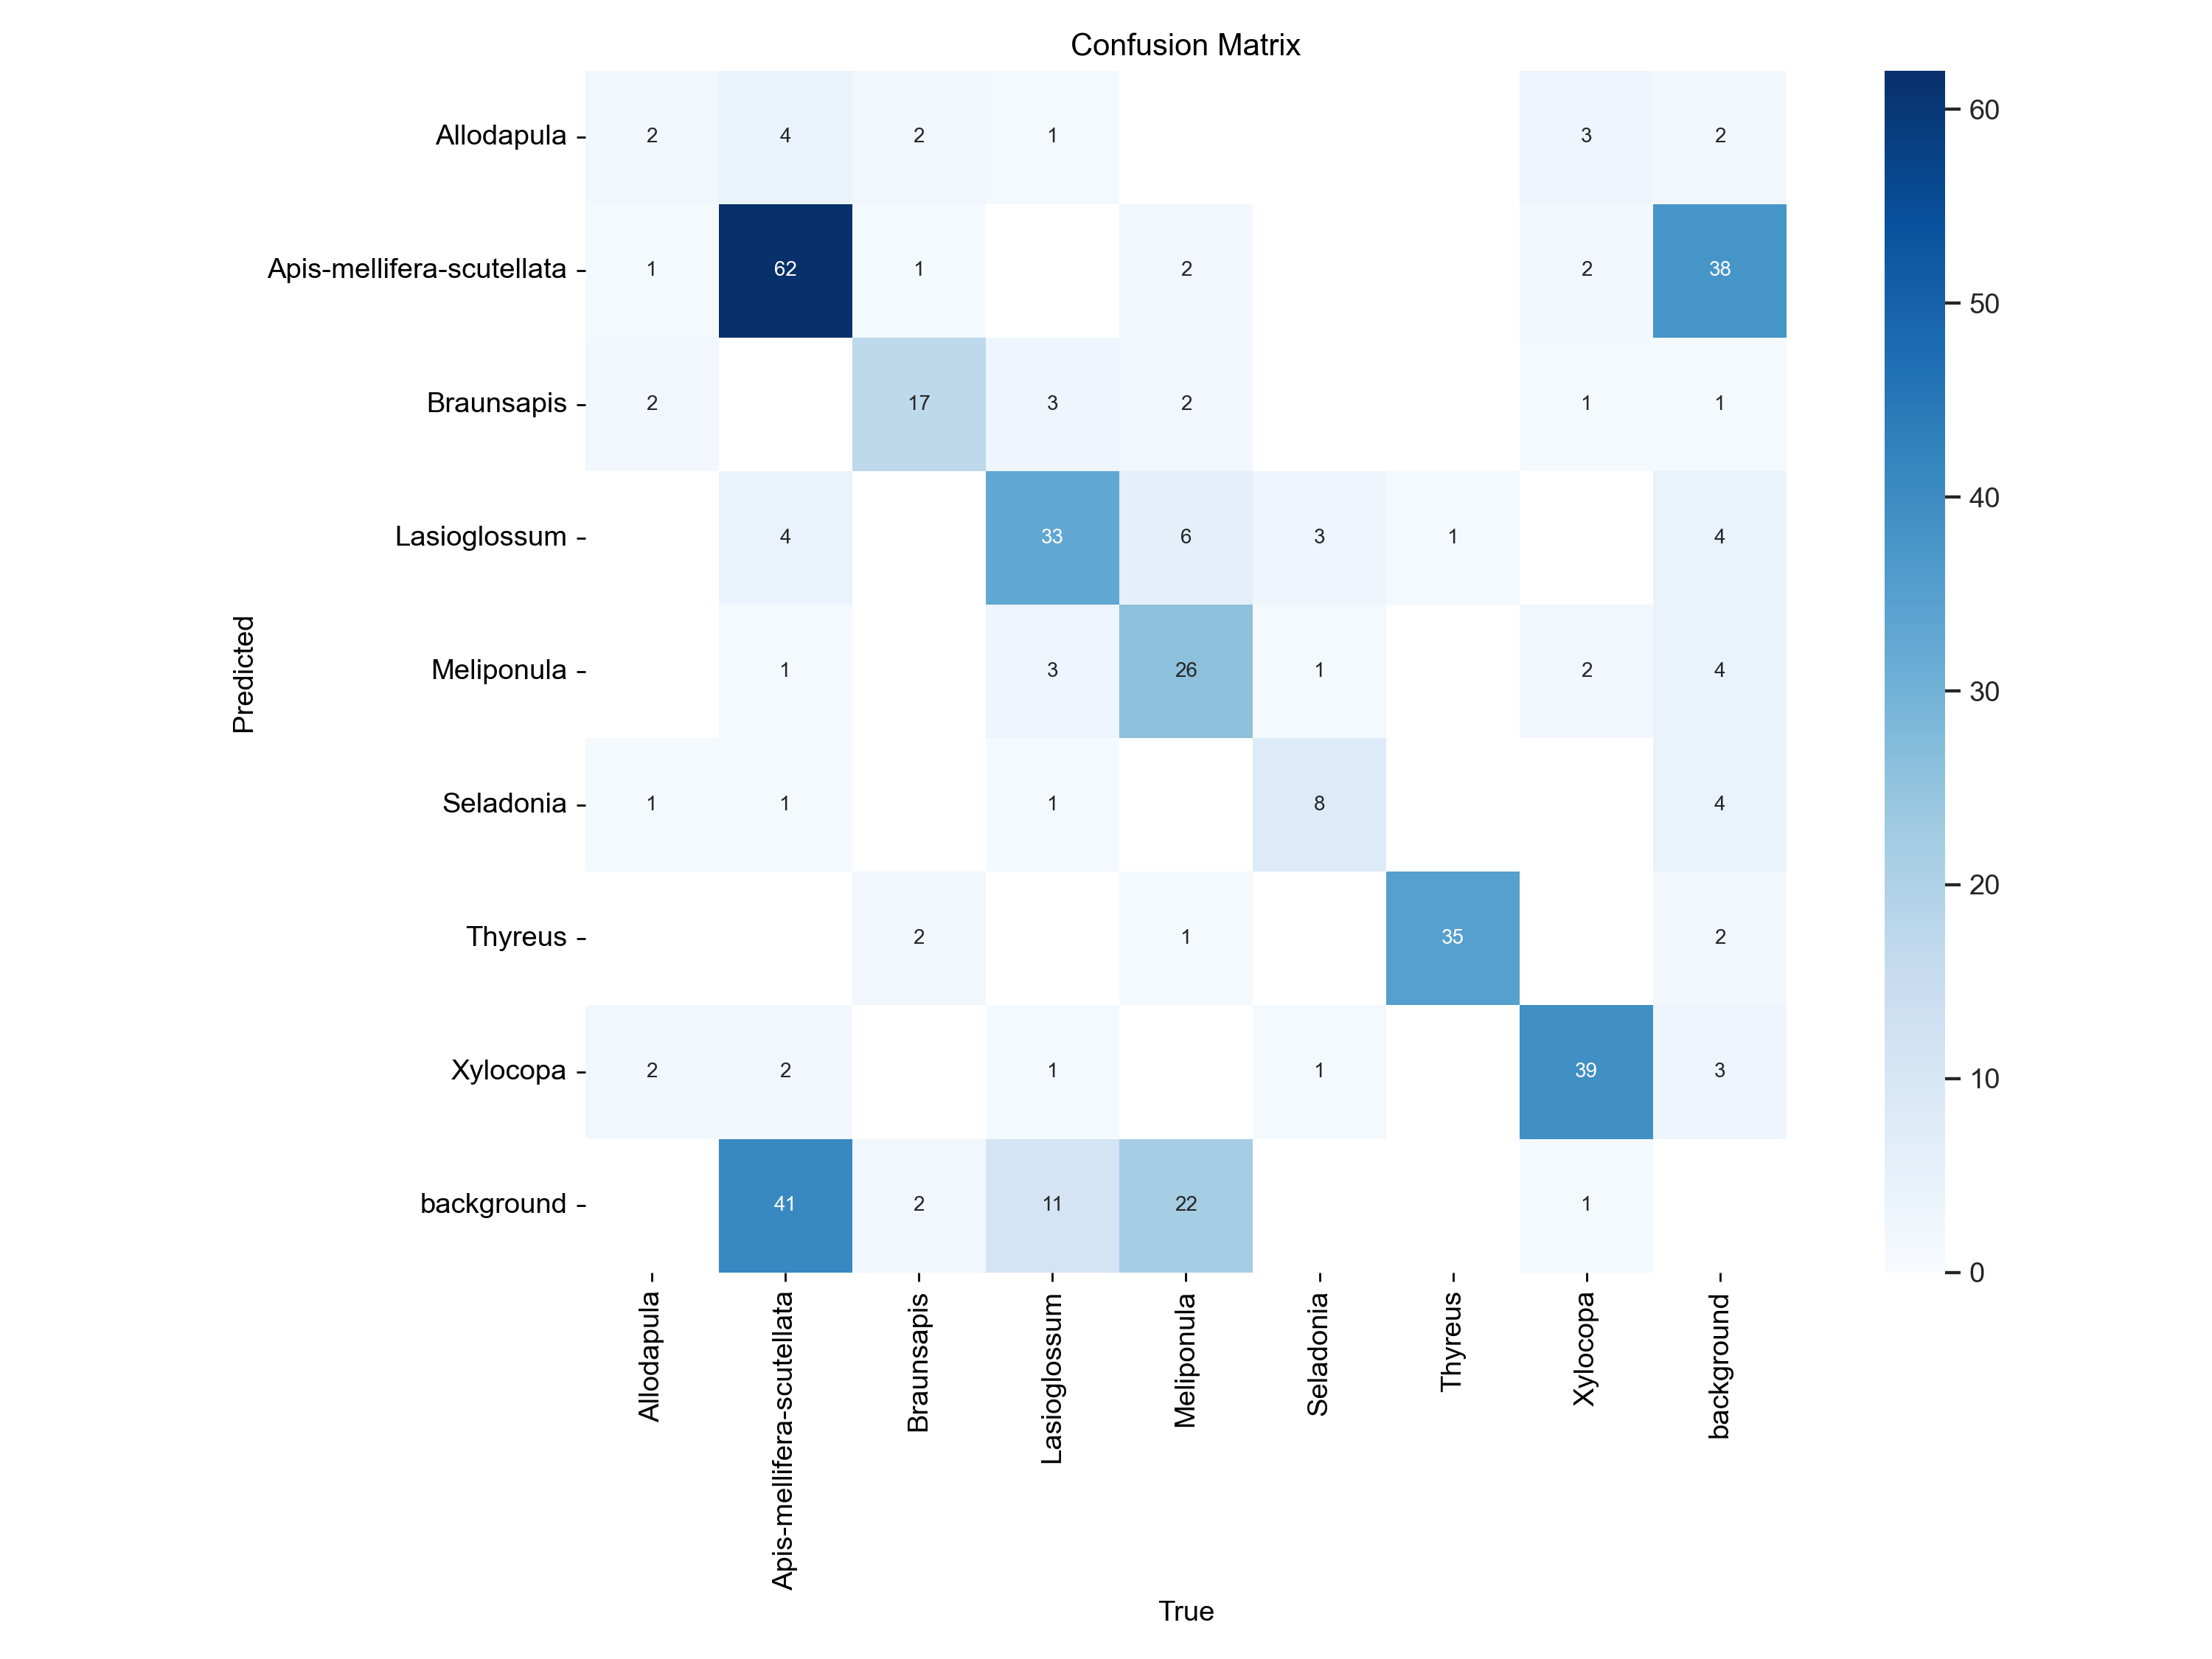 Confusion Matrix
Allodapula 2 4 2 1 3 2
Apis-mellifera-scutellata 1 62 1 2 2 38
Braunsapis 2 17 3 2 1 1
Lasioglossum 4 33 6 3 1 4
Meliponula 1 3 26 1 2 4
Seladonia 1 1 1 8 4
Thyreus 2 1 35 2
Xylocopa 2 2 1 1 39 3
background 41 2 11 22 1
Predicted
Allodapula
Apis-mellifera-scutellata
Braunsapis
Lasioglossum
Meliponula
Seladonia
Thyreus
Xylocopa
background
True
60
50
40
30
20
10
0